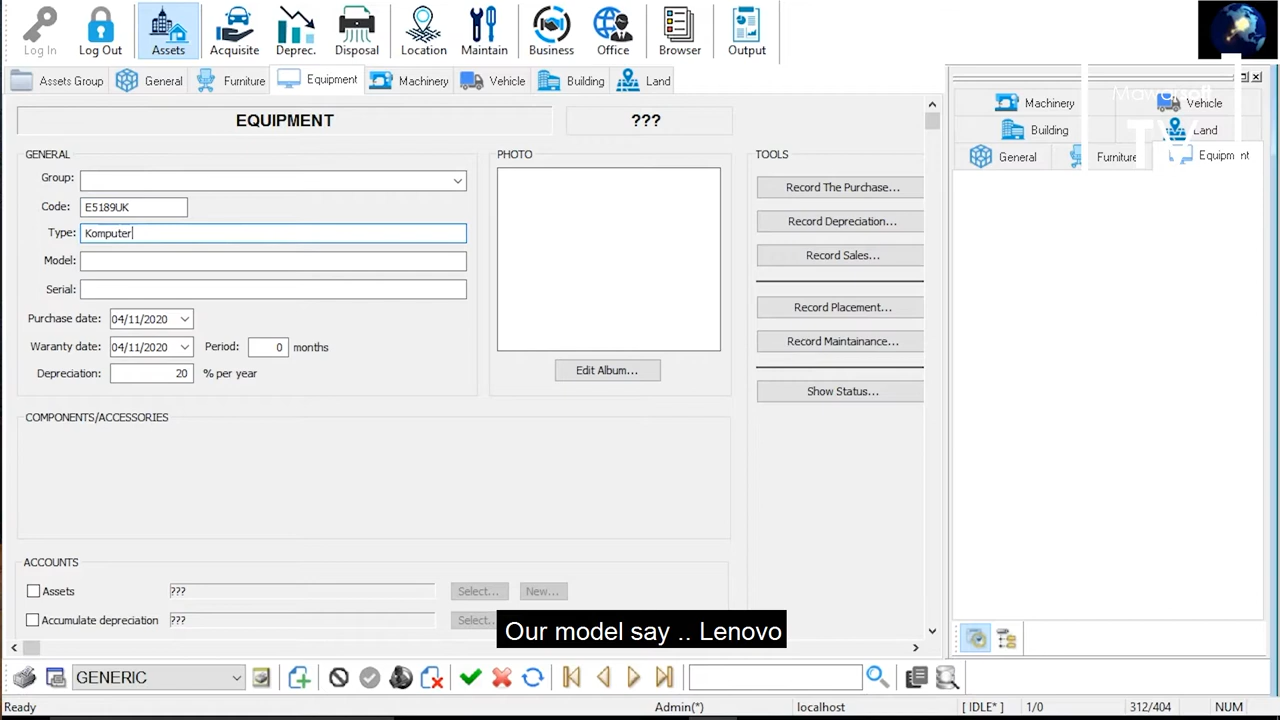 Log In
Log Out
Assets
Acquisite
Deprec.
Disposal
Location
Maintain
Business
Office
Browser
Output
Assets Group
General
Furniture
Equipment
Machinery
Vehicle
Building
Land
Mawarsoft
TV
Machinery
Vehicle
Building
Land
General
Furniture
Equipment
EQUIPMENT
???
GENERAL
Group:
Code: E5189UK
Type: Komputer
Model:
Serial:
Purchase date: 04/11/2020
Waranty date: 04/11/2020 Period: 0 months
Depreciation: 20 % per year
PHOTO
Edit Album...
TOOLS
Record The Purchase...
Record Depreciation...
Record Sales...
Record Placement...
Record Maintainance...
Show Status...
COMPONENTS/ACCESSORIES
ACCOUNTS
Assets ??? Select... New...
Accumulate depreciation ??? Select...
Our model say .. Lenovo
GENERIC
Ready Admin(*) localhost [ IDLE* ] 1/0 312/404 NUM